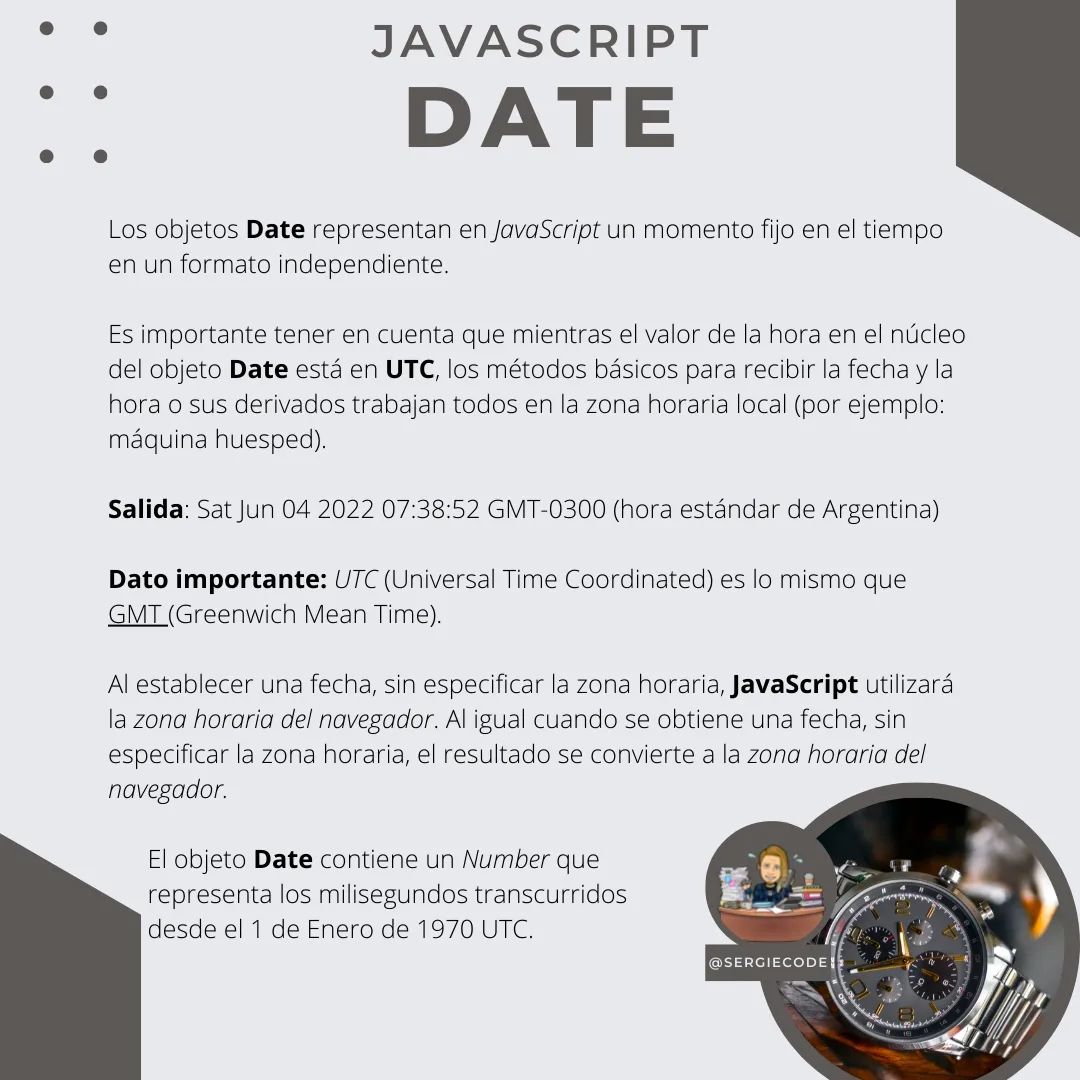 JAVASCRIPT
DATE
Los objetos Date representan en JavaScript un momento fijo en el tiempo
en un formato independiente.
Es importante tener en cuenta que mientras el valor de la hora en el núcleo
del objeto Date está en UTC, los métodos básicos para recibir la fecha y la
hora o sus derivados trabajan todos en la zona horaria local (por ejemplo:
máquina huesped).
Salida: Sat Jun 04 2022 07:38:52 GMT-0300 (hora estándar de Argentina)
Dato importante: UTC (Universal Time Coordinated) es lo mismo que
GMT (Greenwich Mean Time).
Al establecer una fecha, sin especificar la zona horaria, JavaScript utilizará
la zona horaria del navegador. Al igual cuando se obtiene una fecha, sin
especificar la zona horaria, el resultado se convierte a la zona horaria del
navegador.
El objeto Date contiene un Number que
representa los milisegundos transcurridos
desde el 1 de Enero de 1970 UTC.
@SERGIECODE